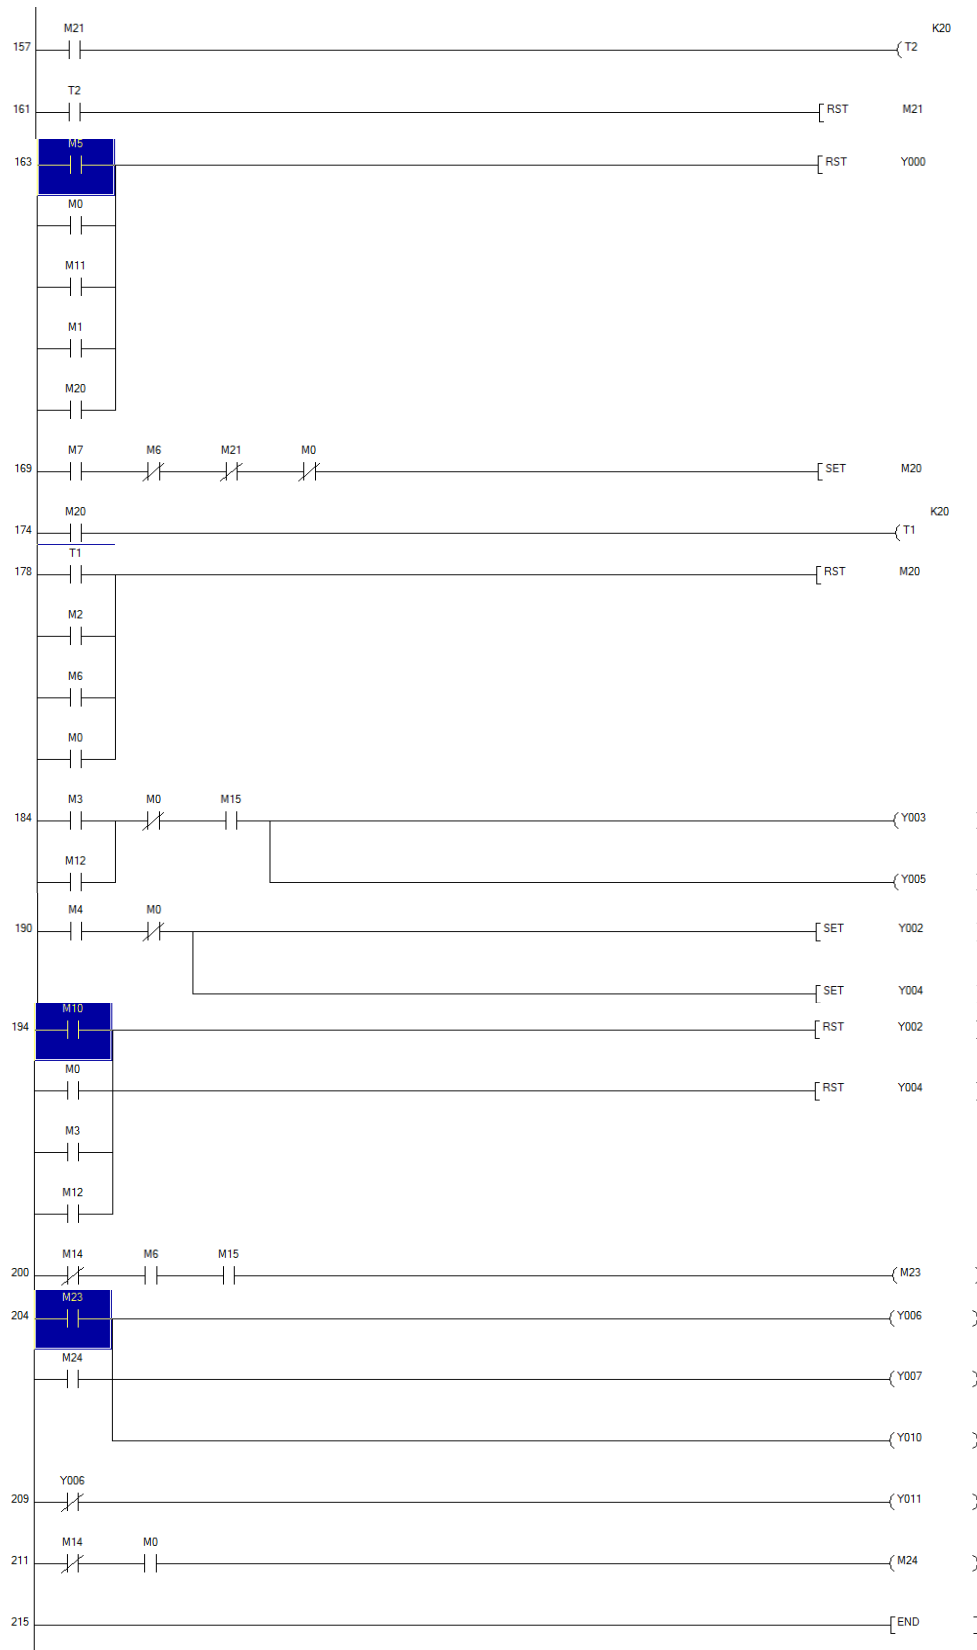 M21 K20
157 T2
T2
161 RST M21
M5
163 RST Y000
M0
M11
M1
M20
M7 M6 M21 M0
169 SET M20
M20 K20
174 T1
T1
178 RST M20
M2
M6
M0
M3 M0 M15
184 Y003
M12
Y005
M4 M0
190 SET Y002
SET Y004
M10
194 RST Y002
M0
RST Y004
M3
M12
M14 M6 M15
200 M23
M23
204 Y006
M24
Y007
Y010
Y006
209 Y011
M14 M0
211 M24
215 END